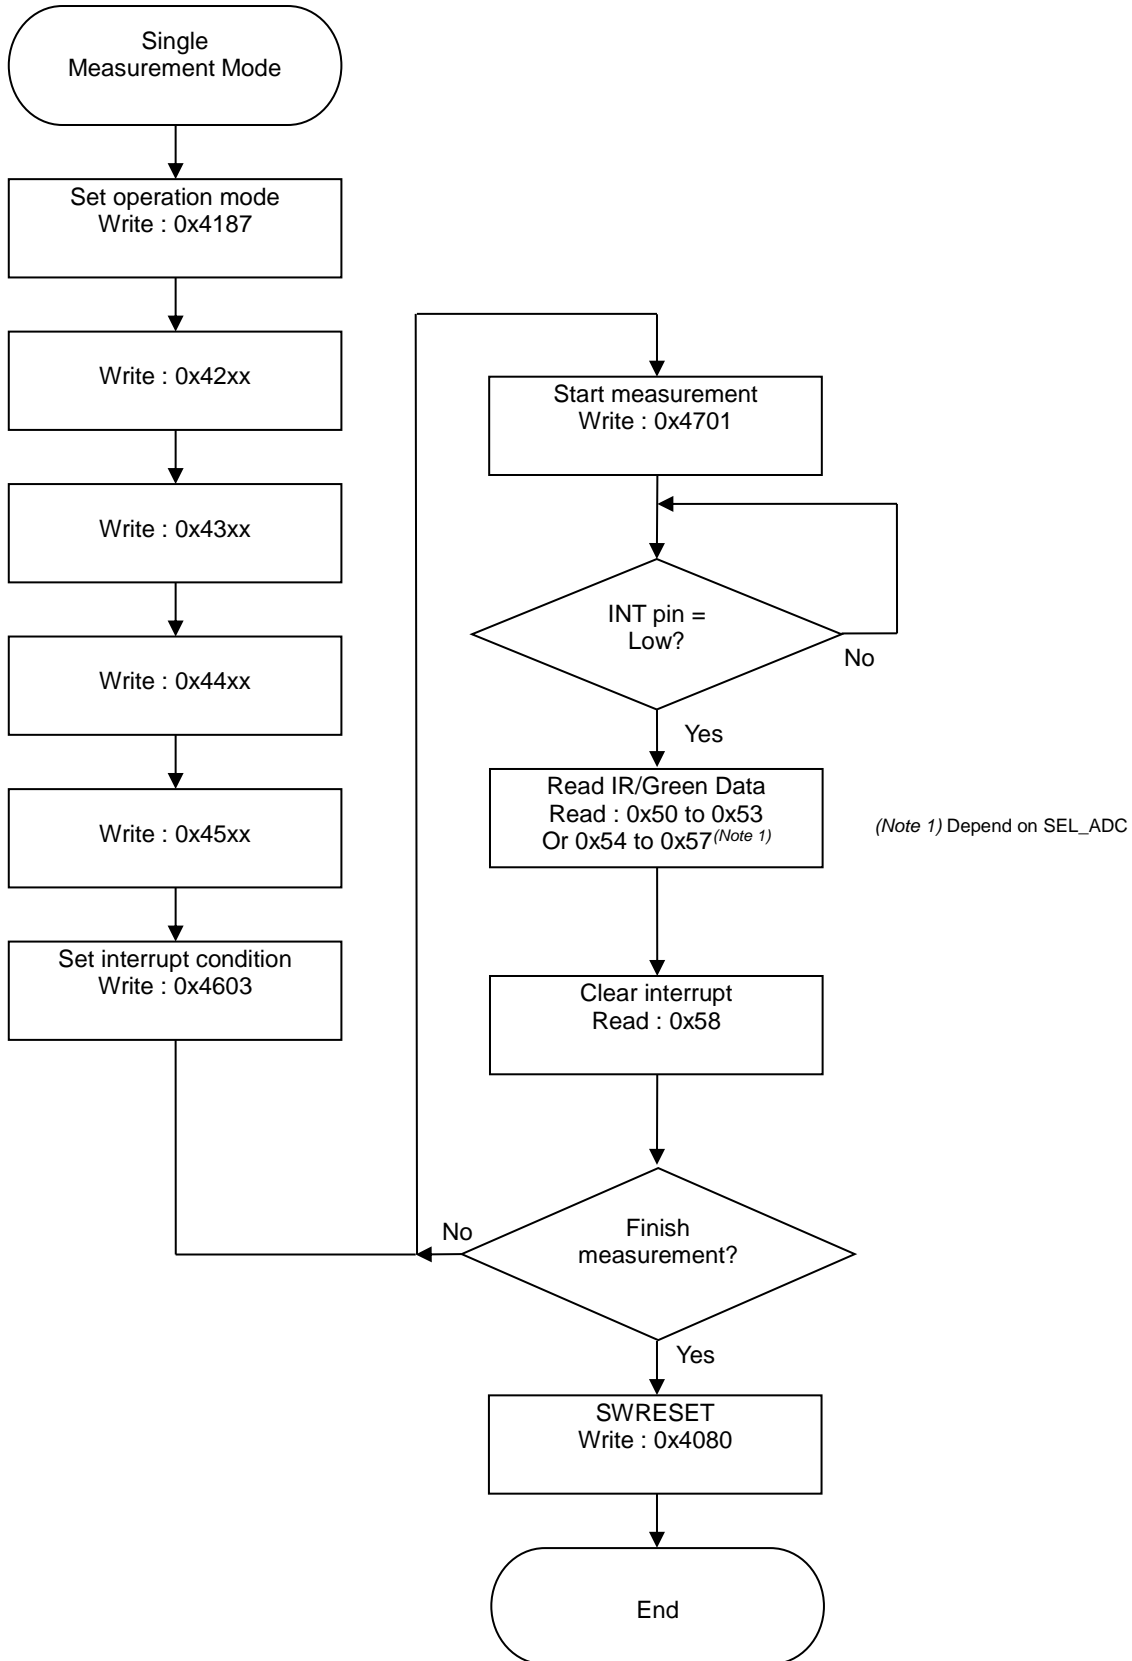 Single
Measurement Mode
Set operation mode
Write : 0x4187
Write : 0x42xx
Write : 0x43xx
Write : 0x44xx
Write : 0x45xx
Set interrupt condition
Write : 0x4603
Start measurement
Write : 0x4701
INT pin =
Low?
No
Yes
Read IR/Green Data
Read : 0x50 to 0x53
Or 0x54 to 0x57(Note 1)
(Note 1) Depend on SEL_ADC
Clear interrupt
Read : 0x58
No
Finish
measurement?
Yes
SWRESET
Write : 0x4080
End